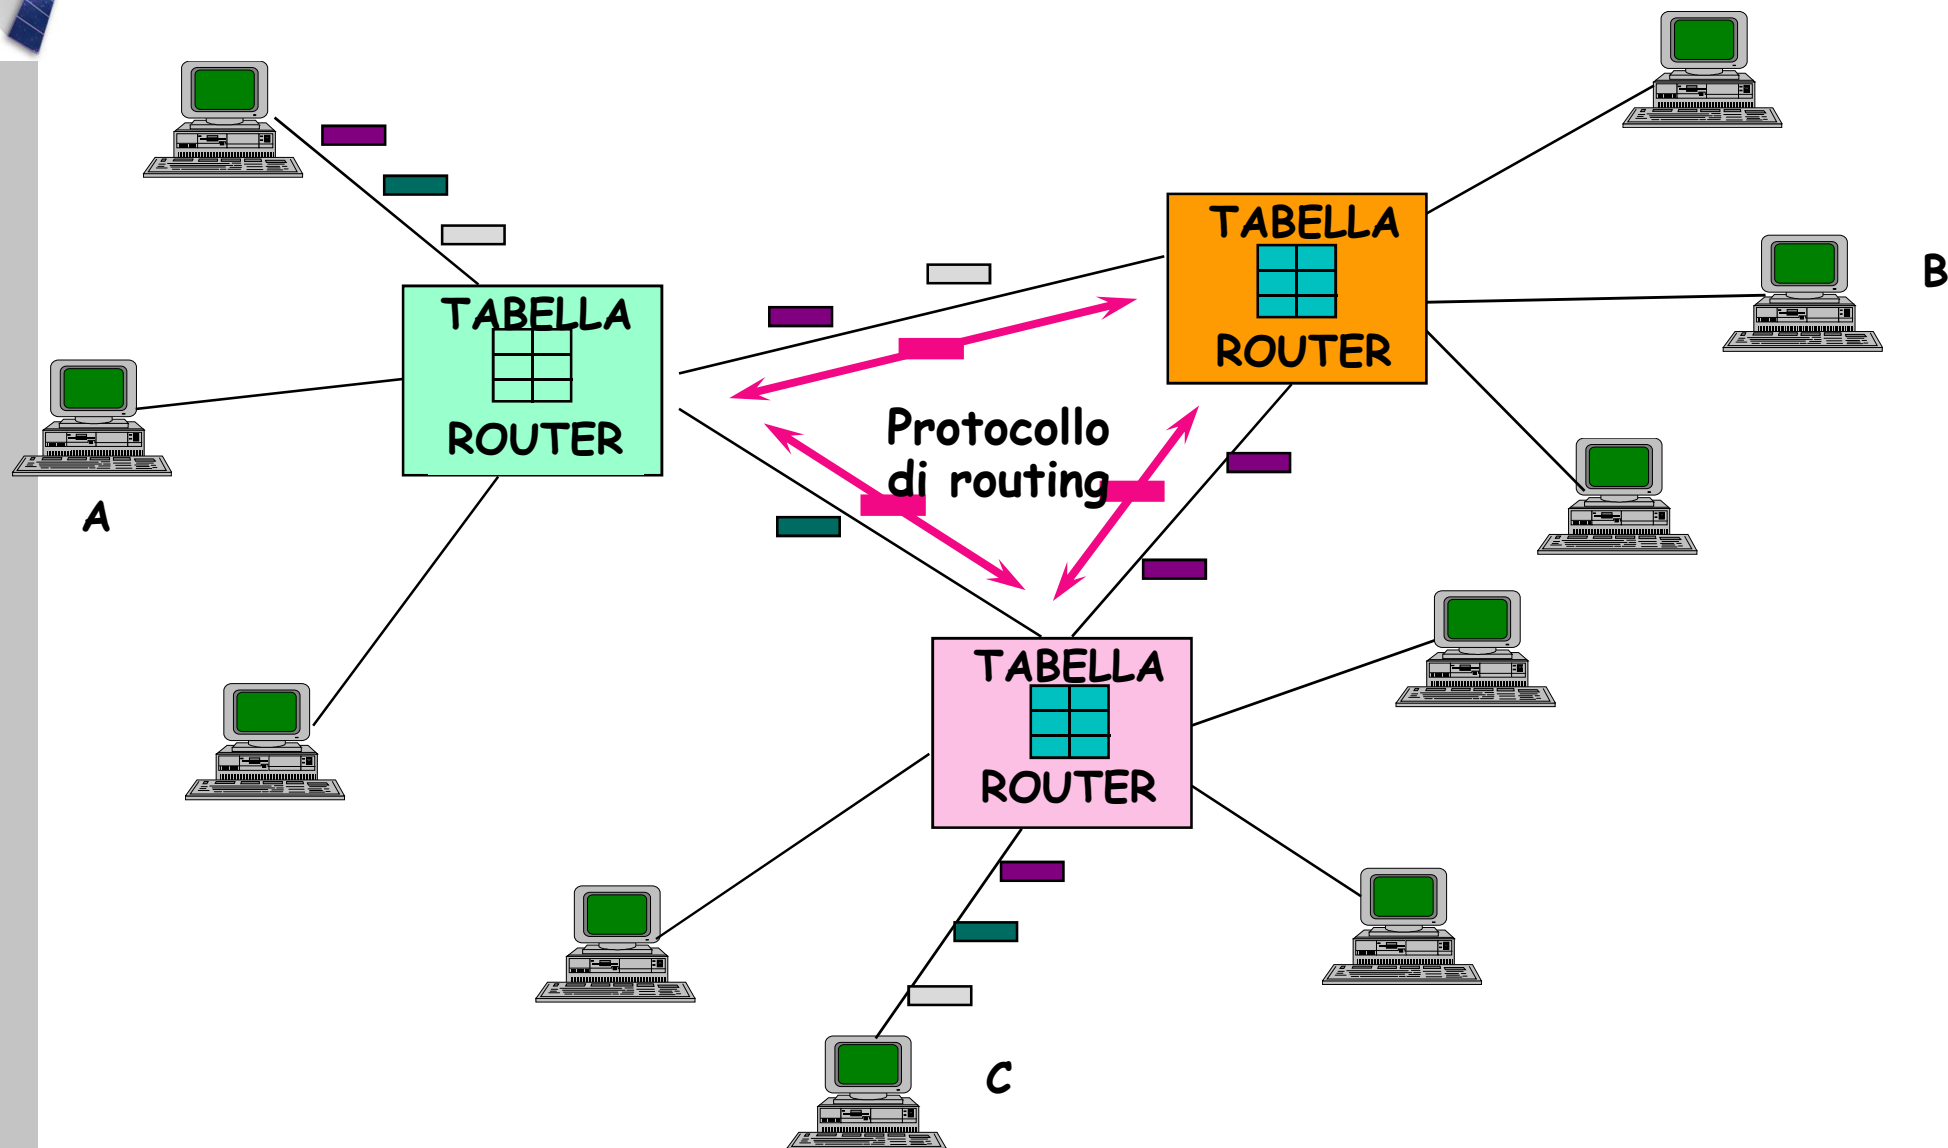 TABELLA
ROUTER
TABELLA
ROUTER
B
Protocollo
di routing
A
TABELLA
ROUTER
C